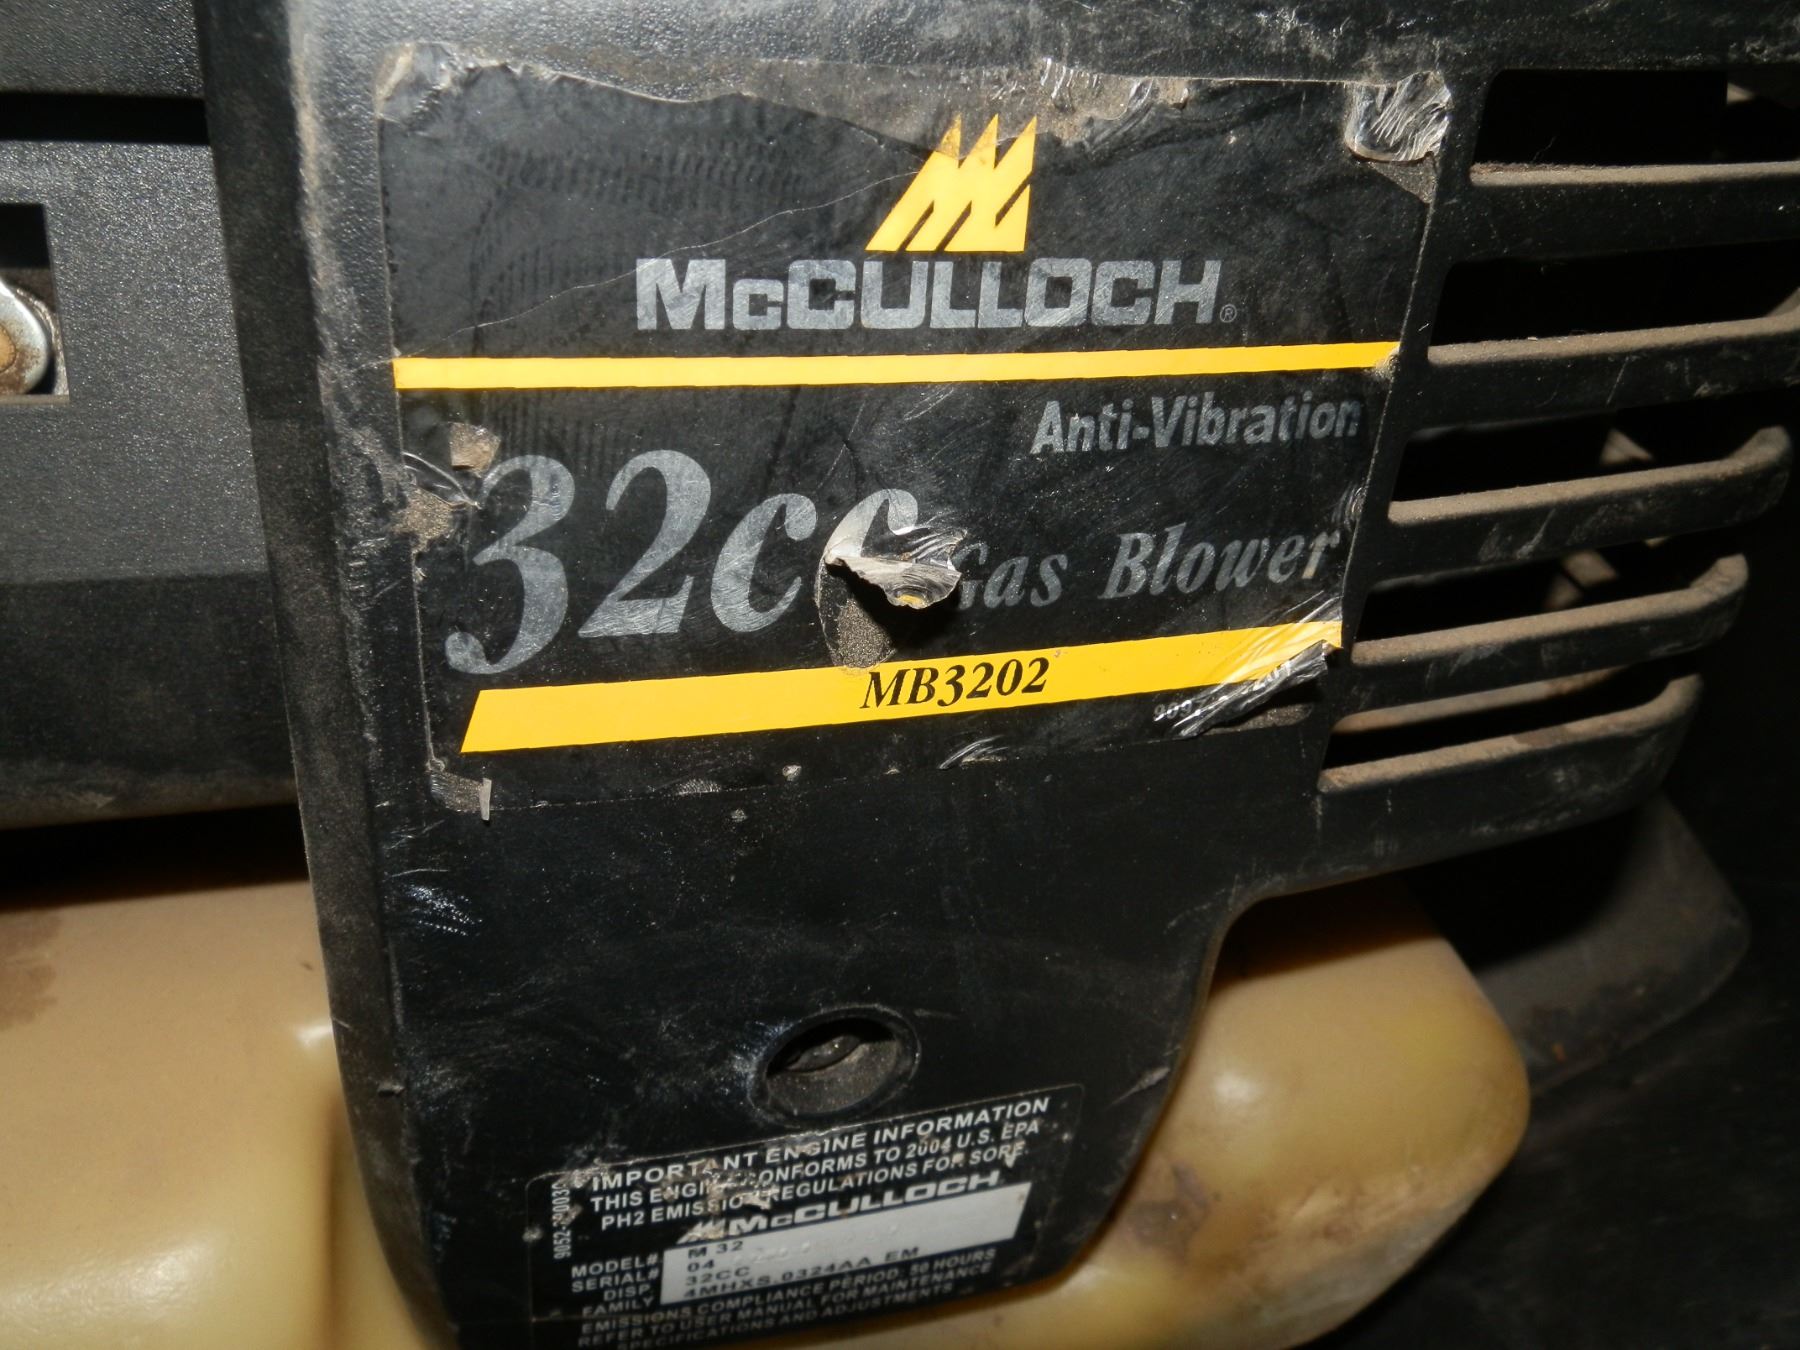 McCULLOCH®
Anti-Vibration
32cc Gas Blower
MB3202
IMPORTANT ENGINE INFORMATION
THIS ENGINE CONFORMS TO 2004 U.S. EPA
PH2 EMISSION REGULATIONS FOR SORE.
McCULLOCH
MODEL# M 32
SERIAL# 04
DISP. 32CC
FAMILY 4MHXS.0324AA EM
EMISSIONS COMPLIANCE PERIOD: 50 HOURS
REFER TO USER MANUAL FOR MAINTENANCE
SPECIFICATIONS AND ADJUSTMENTS